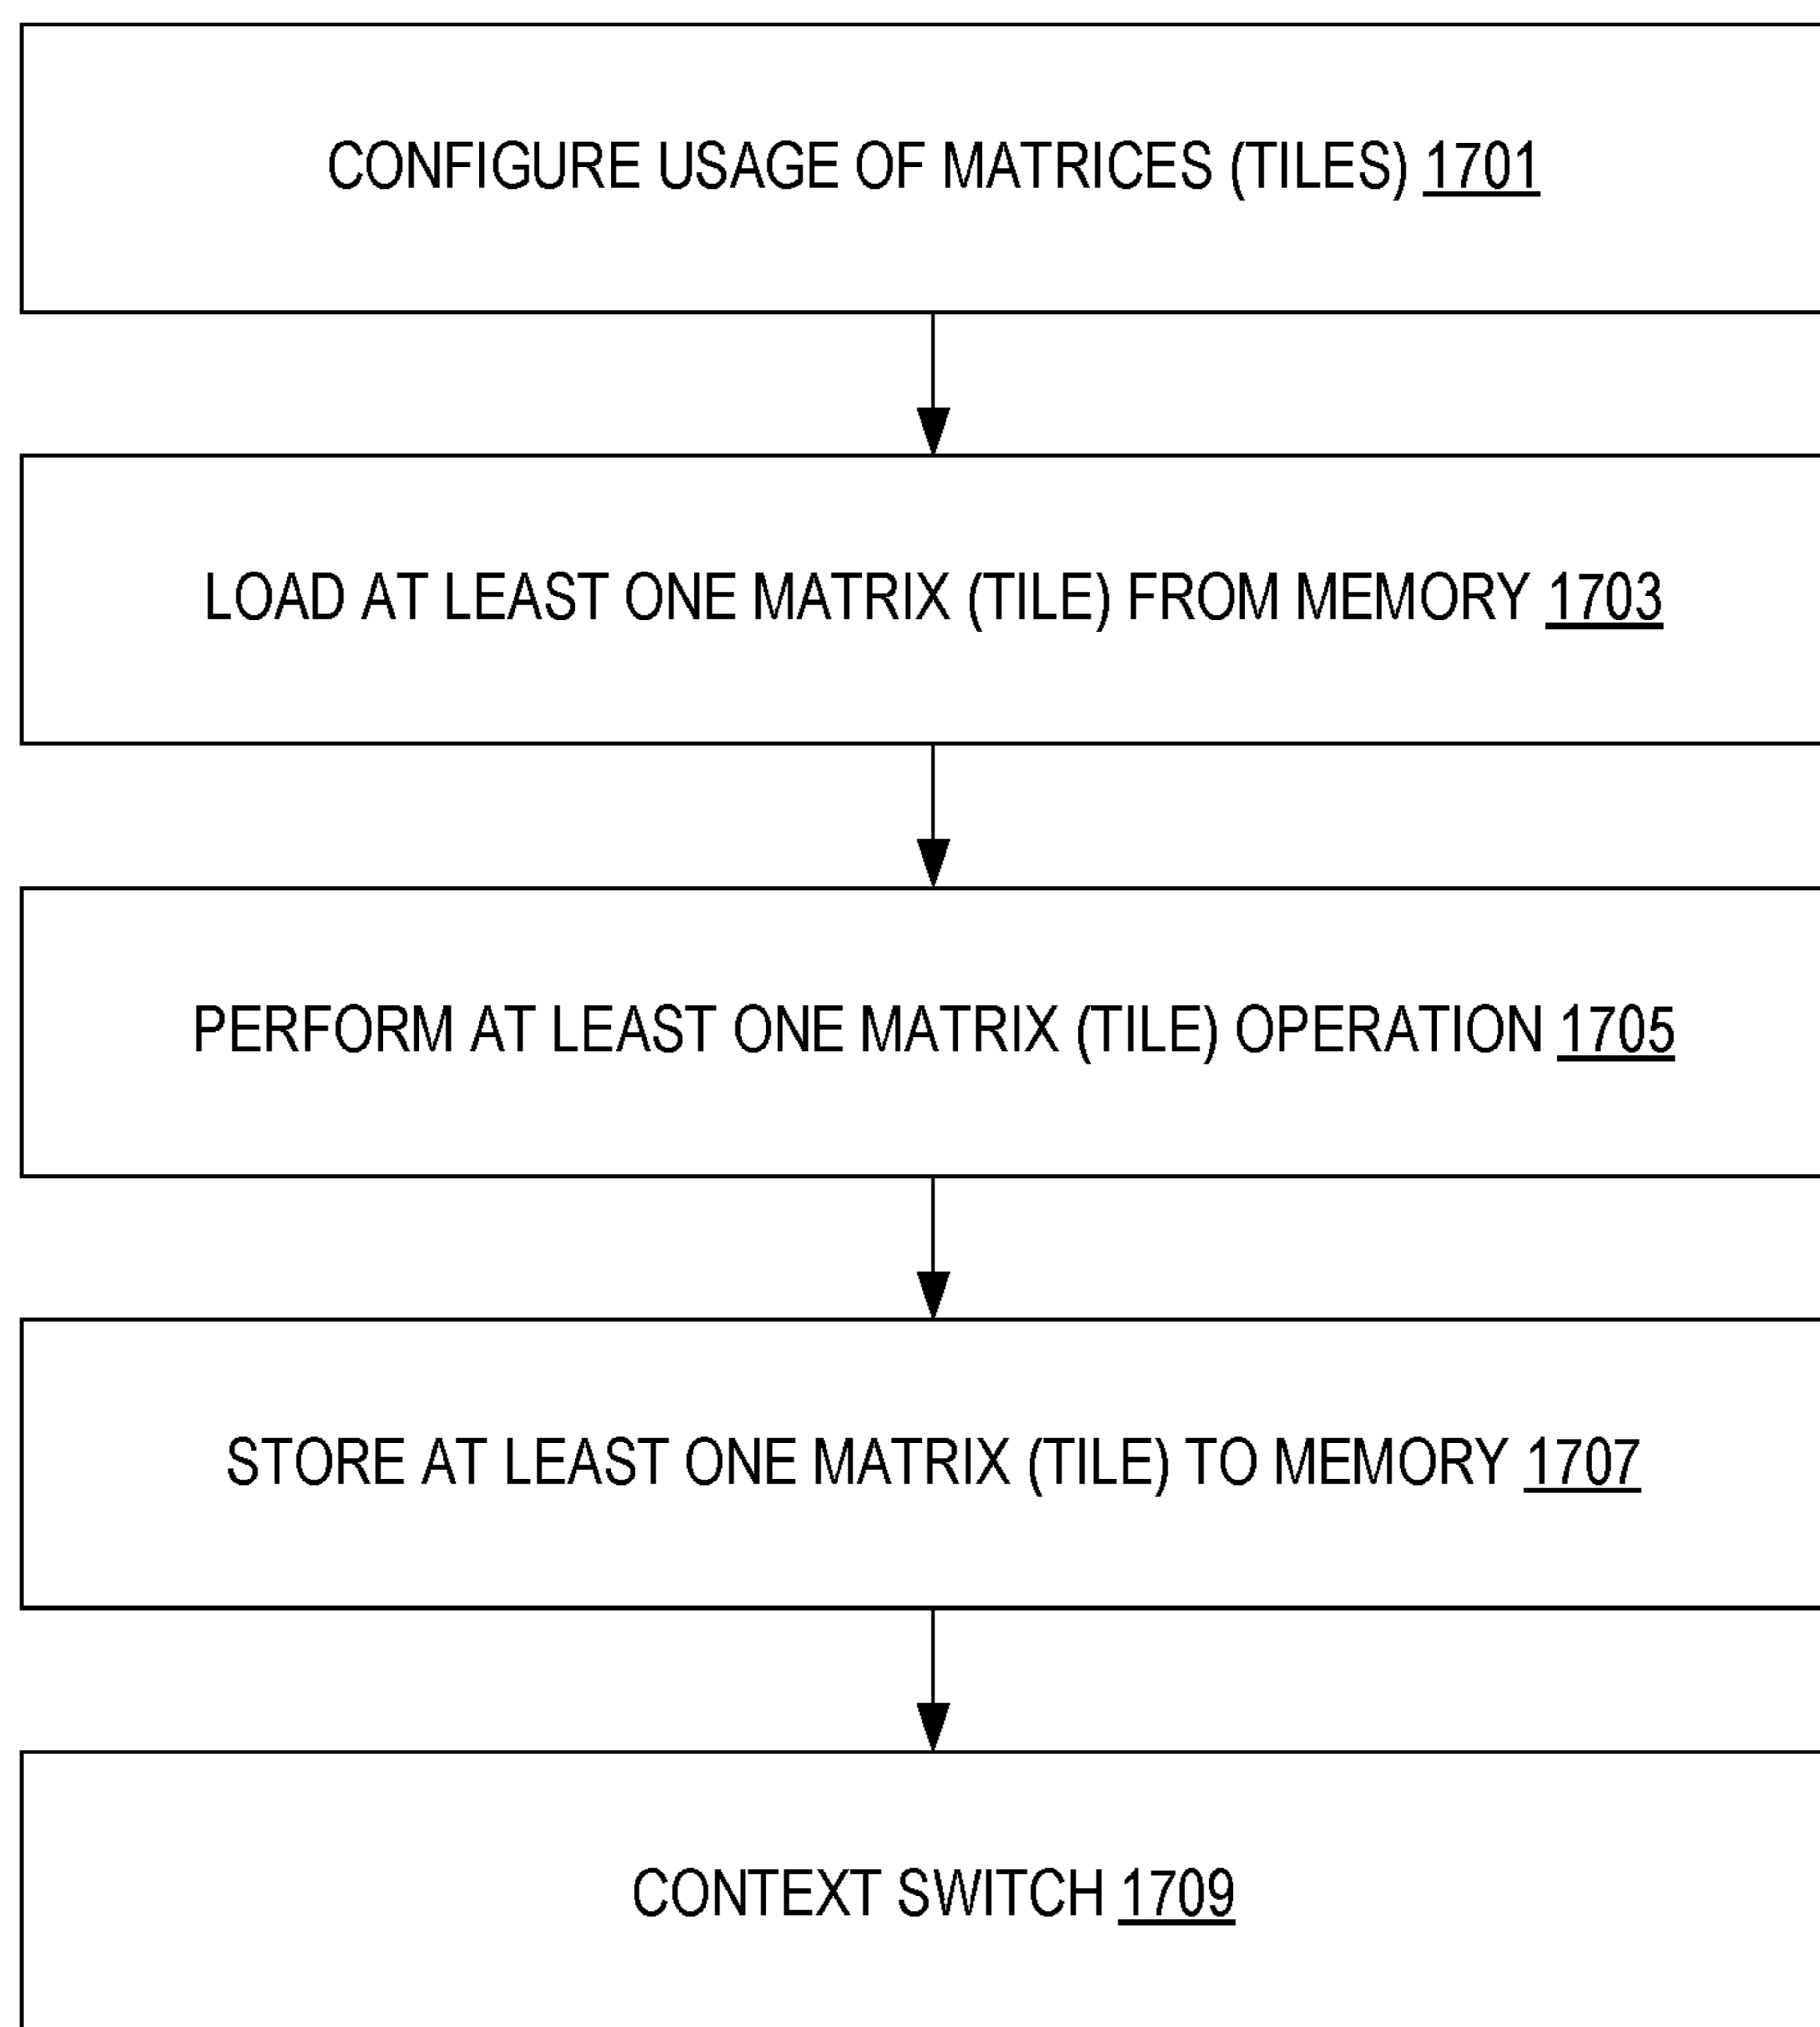 CONFIGURE USAGE OF MATRICES (TILES) 1701
LOAD AT LEAST ONE MATRIX (TILE) FROM MEMORY 1703
PERFORM AT LEAST ONE MATRIX (TILE) OPERATION 1705
STORE AT LEAST ONE MATRIX (TILE) TO MEMORY 1707
CONTEXT SWITCH 1709